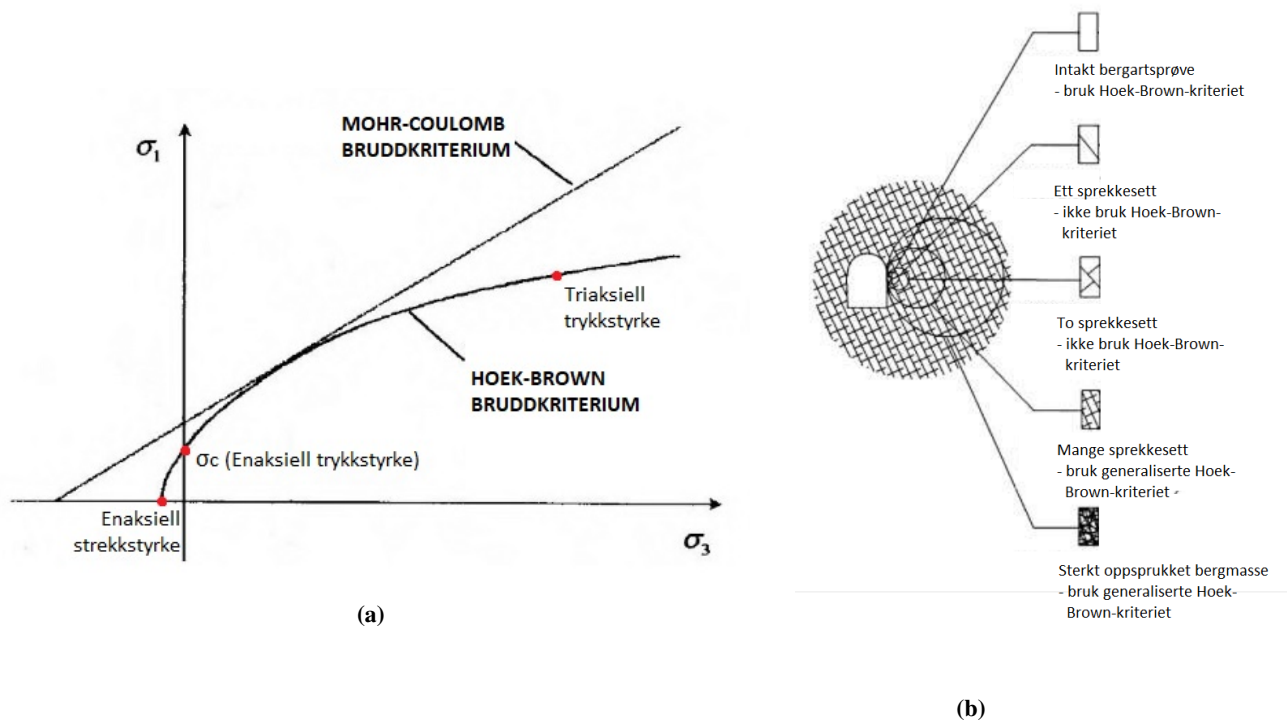 σ₁
MOHR-COULOMB
BRUDDKRITERIUM
Triaksiell
trykkstyrke
HOEK-BROWN
BRUDDKRITERIUM
σc (Enaksiell trykkstyrke)
Enaksiell
strekkstyrke
σ₃
(a)
Intakt bergartsprøve
- bruk Hoek-Brown-kriteriet
Ett sprekkesett
- ikke bruk Hoek-Brown-
kriteriet
To sprekkesett
- ikke bruk Hoek-Brown-
kriteriet
Mange sprekkesett
- bruk generaliserte Hoek-
Brown-kriteriet
Sterkt oppsprukket bergmasse
- bruk generaliserte Hoek-
Brown-kriteriet
(b)